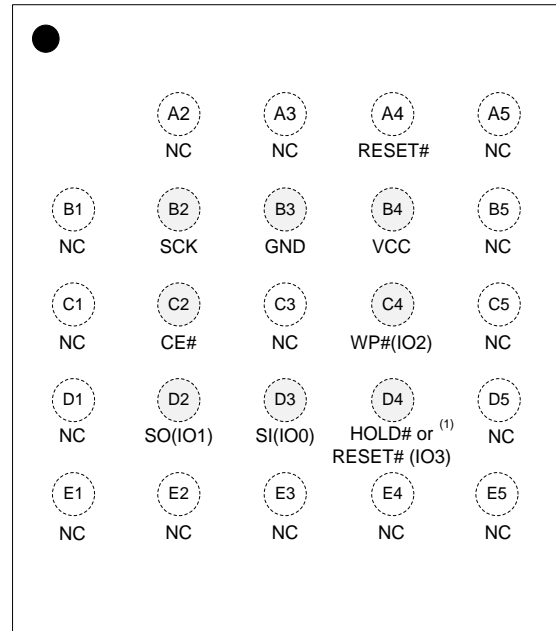 A2 A3 A4 A5
NC NC RESET# NC
B1 B2 B3 B4 B5
NC SCK GND VCC NC
C1 C2 C3 C4 C5
NC CE# NC WP#(IO2) NC
D1 D2 D3 D4 D5
NC SO(IO1) SI(IO0) HOLD# or (1) NC
RESET# (IO3)
E1 E2 E3 E4 E5
NC NC NC NC NC